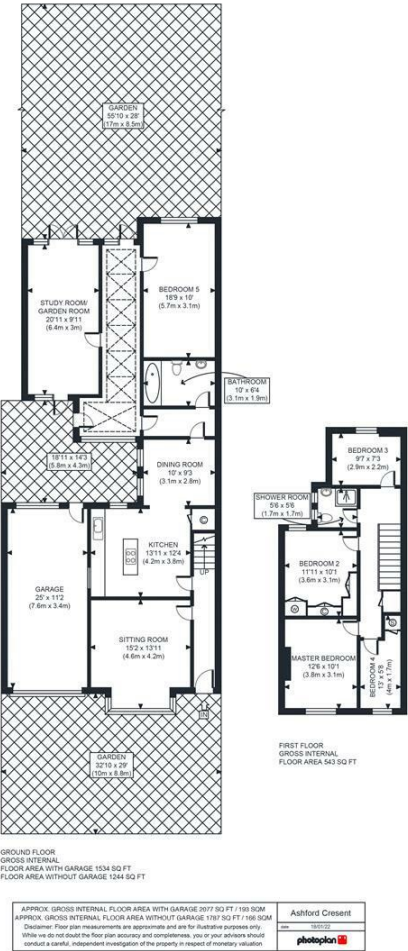 GARDEN
55'10 x 28'
(17m x 8.5m)
BEDROOM 5
18'9 x 10'
(5.7m x 3.1m)
STUDY ROOM/
GARDEN ROOM
20'11 x 9'11
(6.4m x 3m)
BATHROOM
10' x 6'4
(3.1m x 1.9m)
18'11 x 14'3
(5.8m x 4.3m)
DINING ROOM
10' x 9'3
(3.1m x 2.8m)
BEDROOM 3
9'7 x 7'3
(2.9m x 2.2m)
SHOWER ROOM
5'6 x 5'6
(1.7m x 1.7m)
KITCHEN
13'11 x 12'4
(4.2m x 3.8m)
UP
BEDROOM 2
11'11 x 10'1
(3.6m x 3.1m)
GARAGE
25' x 11'2
(7.6m x 3.4m)
SITTING ROOM
15'2 x 13'11
(4.6m x 4.2m)
MASTER BEDROOM
12'6 x 10'1
(3.8m x 3.1m)
BEDROOM 4
13' x 5'8
(4m x 1.7m)
IN
GARDEN
32'10 x 29'
(10m x 8.8m)
FIRST FLOOR
GROSS INTERNAL
FLOOR AREA 543 SQ FT
GROUND FLOOR
GROSS INTERNAL
FLOOR AREA WITH GARAGE 1534 SQ FT
FLOOR AREA WITHOUT GARAGE 1244 SQ FT
APPROX. GROSS INTERNAL FLOOR AREA WITH GARAGE 2077 SQ FT / 193 SQM
APPROX. GROSS INTERNAL FLOOR AREA WITHOUT GARAGE 1787 SQ FT / 166 SQM
Disclaimer: Floor plan measurements are approximate and are for illustrative purposes only.
While we do not doubt the floor plan accuracy and completeness, you or your advisors should
conduct a careful, independent investigation of the property in respect of monetary valuation
Ashford Cresent
date 19/01/22
photoplan